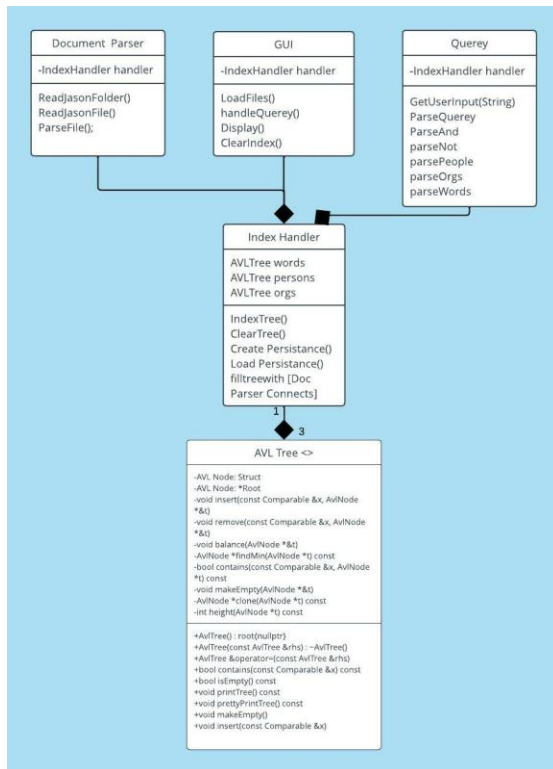 Document Parser
-IndexHandler handler
ReadJasonFolder()
ReadJasonFile()
ParseFile();
GUI
-IndexHandler handler
LoadFiles()
handleQuerey()
Display()
ClearIndex()
Querey
-IndexHandler handler
GetUserInput(String)
ParseQuerey
ParseAnd
parseNot
parsePeople
parseOrgs
parseWords
Index Handler
AVLTree words
AVLTree persons
AVLTree orgs
IndexTree()
ClearTree()
Create Persistance()
Load Persistance()
filltreewith [Doc
Parser Connects]
1
3
AVL Tree <>
-AVL Node: Struct
-AVL Node: *Root
-void insert(const Comparable &x, AvlNode
*&t)
-void remove(const Comparable &x, AvlNode
*&t)
-void balance(AvlNode *&t)
-AvlNode *findMin(AvlNode *t) const
-bool contains(const Comparable &x, AvlNode
*t) const
-void makeEmpty(AvlNode *&t)
-AvlNode *clone(AvlNode *t) const
-int height(AvlNode *t) const
+AvlTree() : root{nullptr}
+AvlTree(const AvlTree &rhs) : ~AvlTree()
+AvlTree &operator=(const AvlTree &rhs)
+bool contains(const Comparable &x) const
+bool isEmpty() const
+void printTree() const
+void prettyPrintTree() const
+void makeEmpty()
+void insert(const Comparable &x)